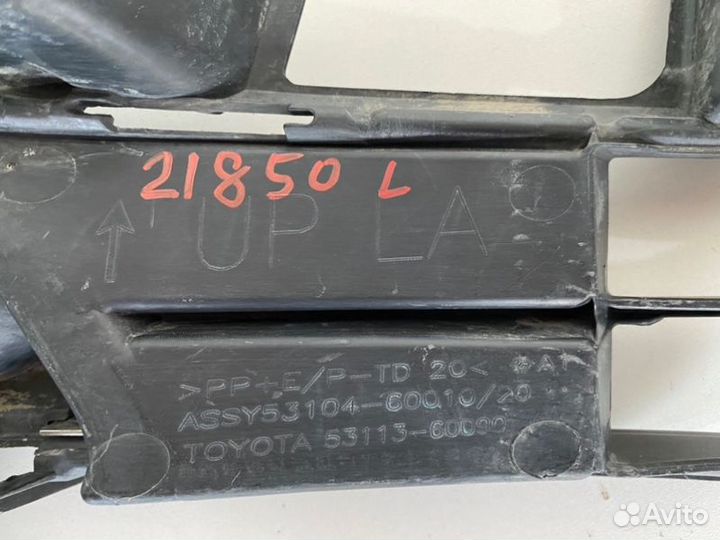 21850 L
↑ UP LA
>PP+E/P-TD 20<
ASSY53104-60010/20
TOYOTA 53113-60090
Avito